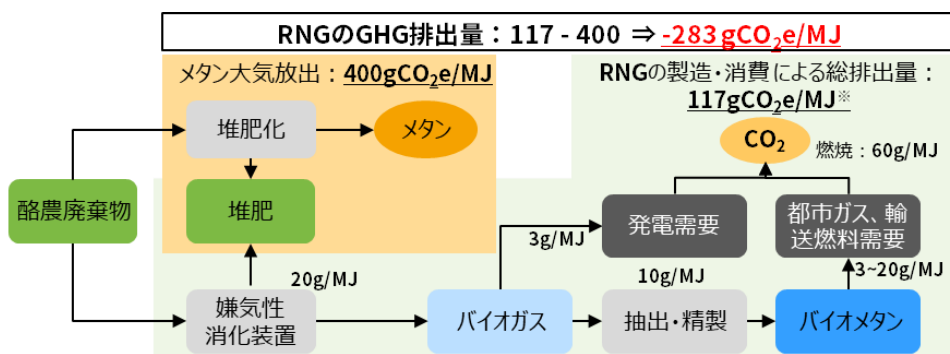 RNGのGHG排出量：117 - 400 ⇒ -283gCO₂e/MJ
メタン大気放出：400gCO₂e/MJ
RNGの製造・消費による総排出量：
117gCO₂e/MJ※
堆肥化
メタン
CO₂
燃焼：60g/MJ
酪農廃棄物
堆肥
発電需要
都市ガス、輸
送燃料需要
3g/MJ
20g/MJ
10g/MJ
3~20g/MJ
嫌気性
消化装置
バイオガス
抽出・精製
バイオメタン